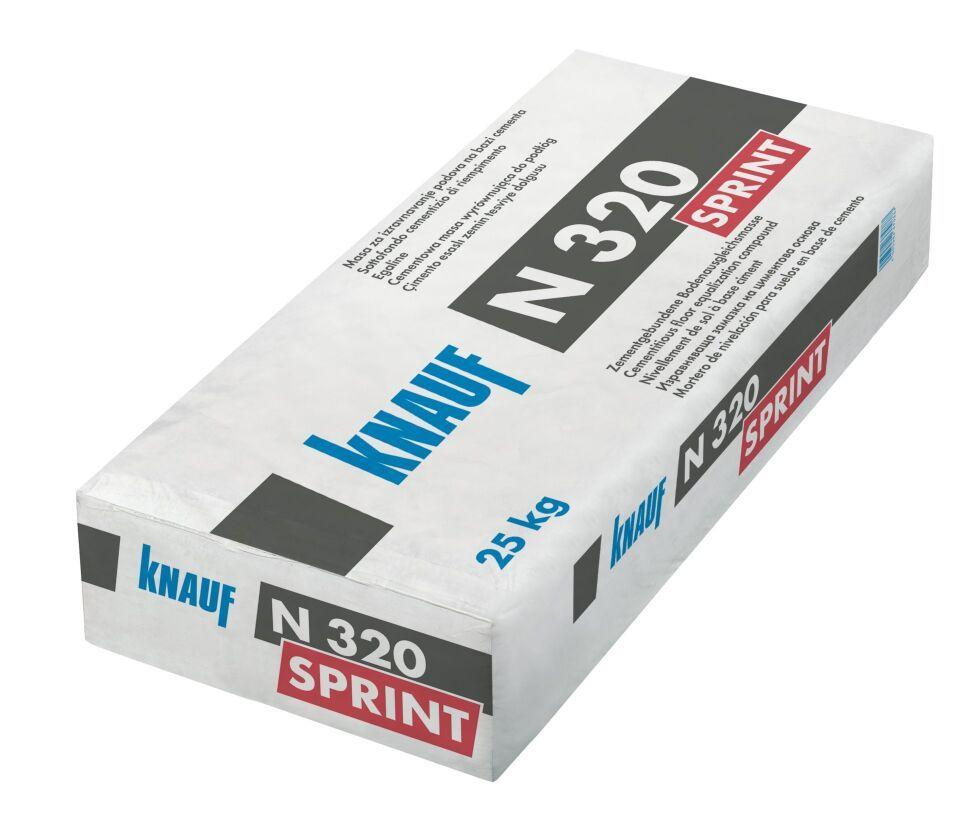 Masa za izravnavanje podova na bazi cementa
Sottofondo cementizio di riempimento
Egaline
Cementowa masa wyrównująca do podłóg
Çimento esaslı zemin tesviye dolgusu
N 320
SPRINT
Zementgebundene Bodenausgleichsmasse
Cementitious floor equalization compound
Nivellement de sol à base ciment
Изравняваща замазка на циментова основа
Mortero de nivelación para suelos en base de cemento
KNAUF
25 kg
KNAUF
N 320
SPRINT
KNAUF
N 320
SPRINT